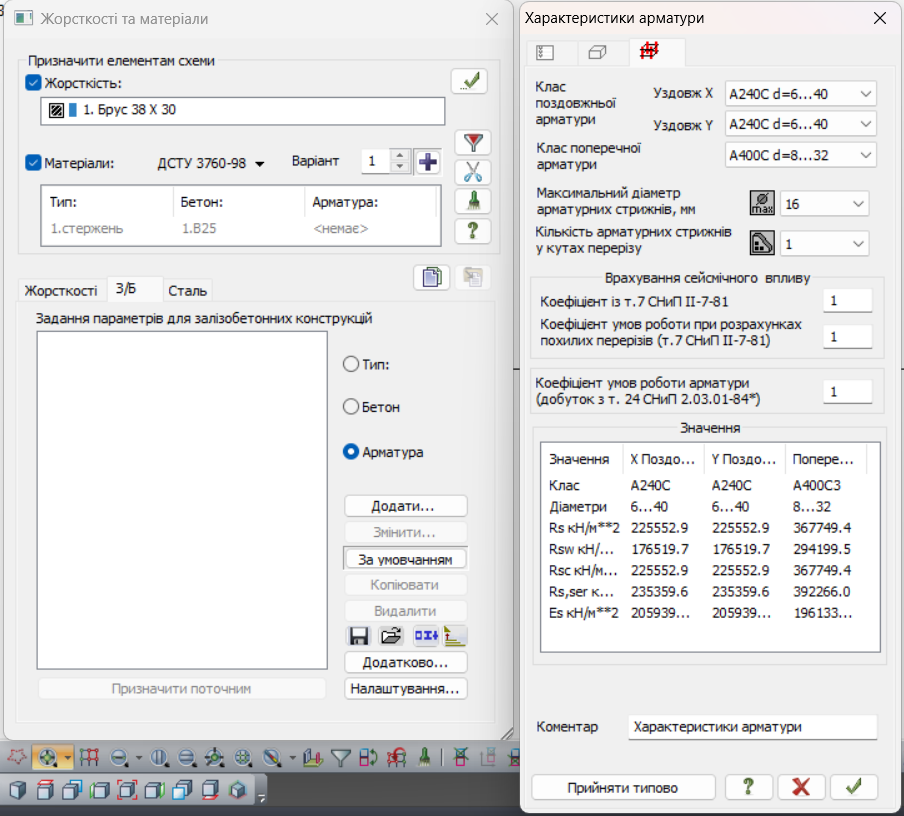 Жорсткості та матеріали
Призначити елементам схеми
Жорсткість:
1. Брус 38 X 30
Матеріали:
ДСТУ 3760-98
Варіант
1
Тип:
Бетон:
Арматура:
1.стержень
1.B25
<немає>
Жорсткості
З/Б
Сталь
Задання параметрів для залізобетонних конструкцій
Тип:
Бетон
Арматура
Додати...
Змінити...
За умовчанням
Копіювати
Видалити
Додатково...
Призначити поточним
Налаштування...
Характеристики арматури
Клас
поздовжньої
арматури
Уздовж X
A240C d=6...40
Уздовж Y
A240C d=6...40
Клас поперечної
арматури
A400C d=8...32
Максимальний діаметр
арматурних стрижнів, мм
max
16
Кількість арматурних стрижнів
у кутах перерізу
1
Врахування сейсмічного впливу
Коефіцієнт із т.7 СНиП II-7-81
1
Коефіцієнт умов роботи при розрахунках
похилих перерізів (т.7 СНиП II-7-81)
1
Коефіцієнт умов роботи арматури
(добуток з т. 24 СНиП 2.03.01-84*)
1
Значення
Значення X Поздо... Y Поздо... Попере...
Клас A240C A240C A400C3
Діаметри 6...40 6...40 8...32
Rs кН/м**2 225552.9 225552.9 367749.4
Rsw кН/... 176519.7 176519.7 294199.5
Rsc кН/м... 225552.9 225552.9 367749.4
Rs,ser к... 235359.6 235359.6 392266.0
Es кН/м**2 205939... 205939... 196133...
Коментар
Характеристики арматури
Прийняти типово
?